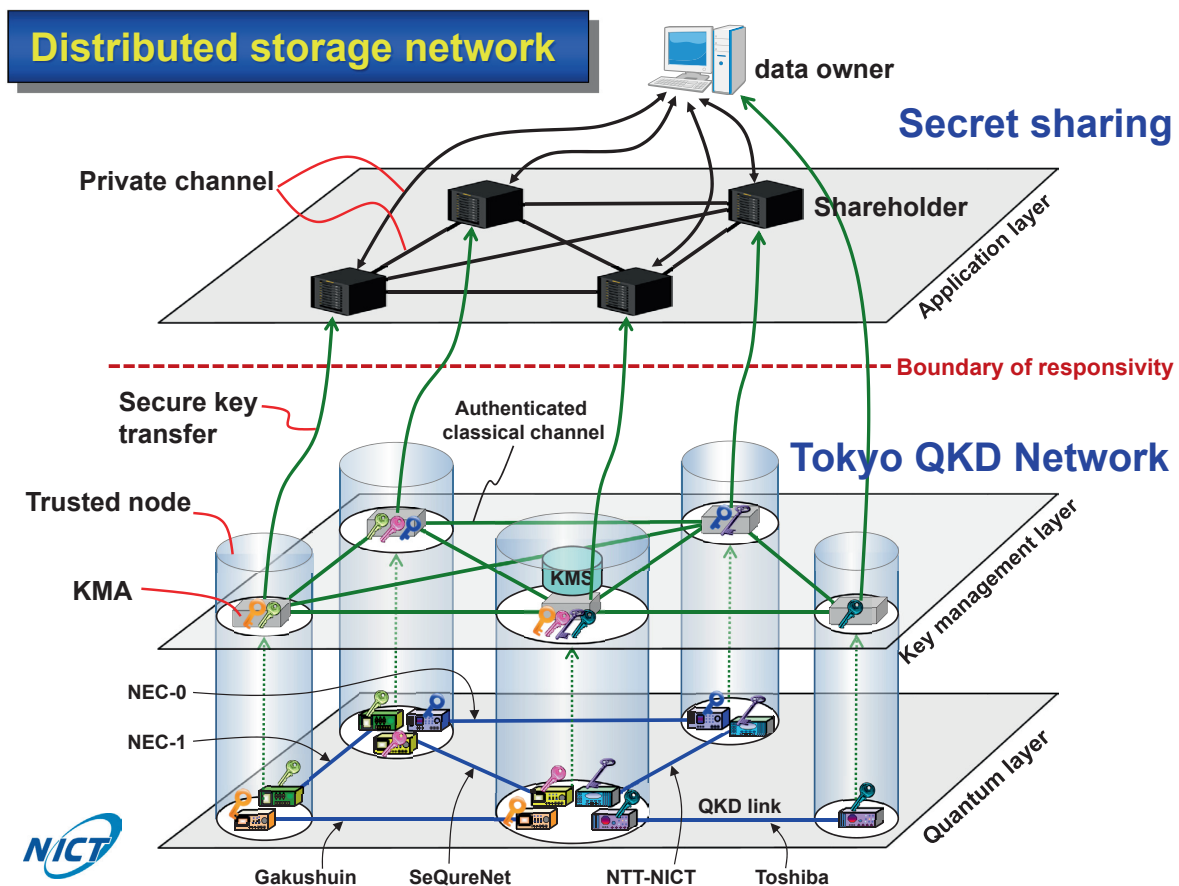 Distributed storage network
data owner
Secret sharing
Private channel
Shareholder
Application layer
Boundary of responsivity
Secure key
transfer
Authenticated
classical channel
Tokyo QKD Network
Trusted node
KMS
KMA
Key management layer
NEC-0
NEC-1
QKD link
Quantum layer
NICT
Gakushuin
SeQureNet
NTT-NICT
Toshiba